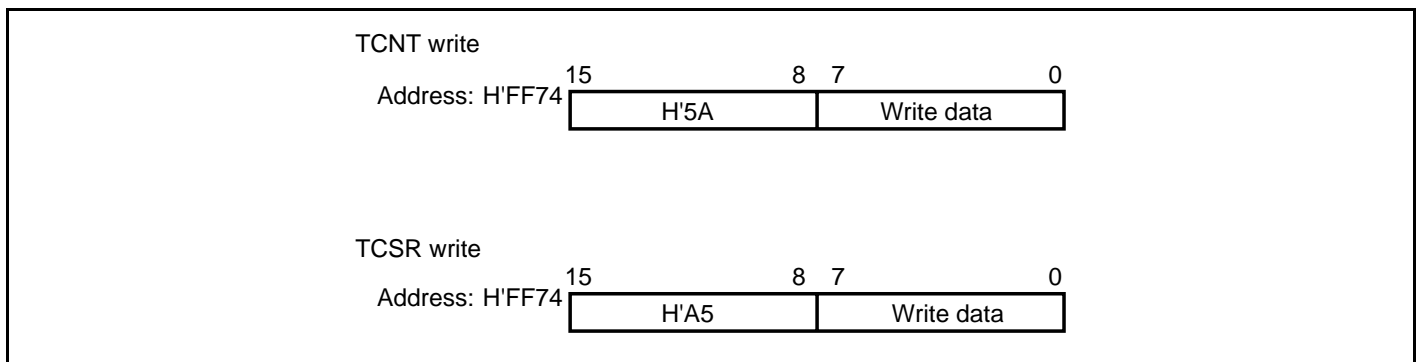 TCNT write
15 8 7 0
Address: H'FF74 H'5A Write data
TCSR write
15 8 7 0
Address: H'FF74 H'A5 Write data